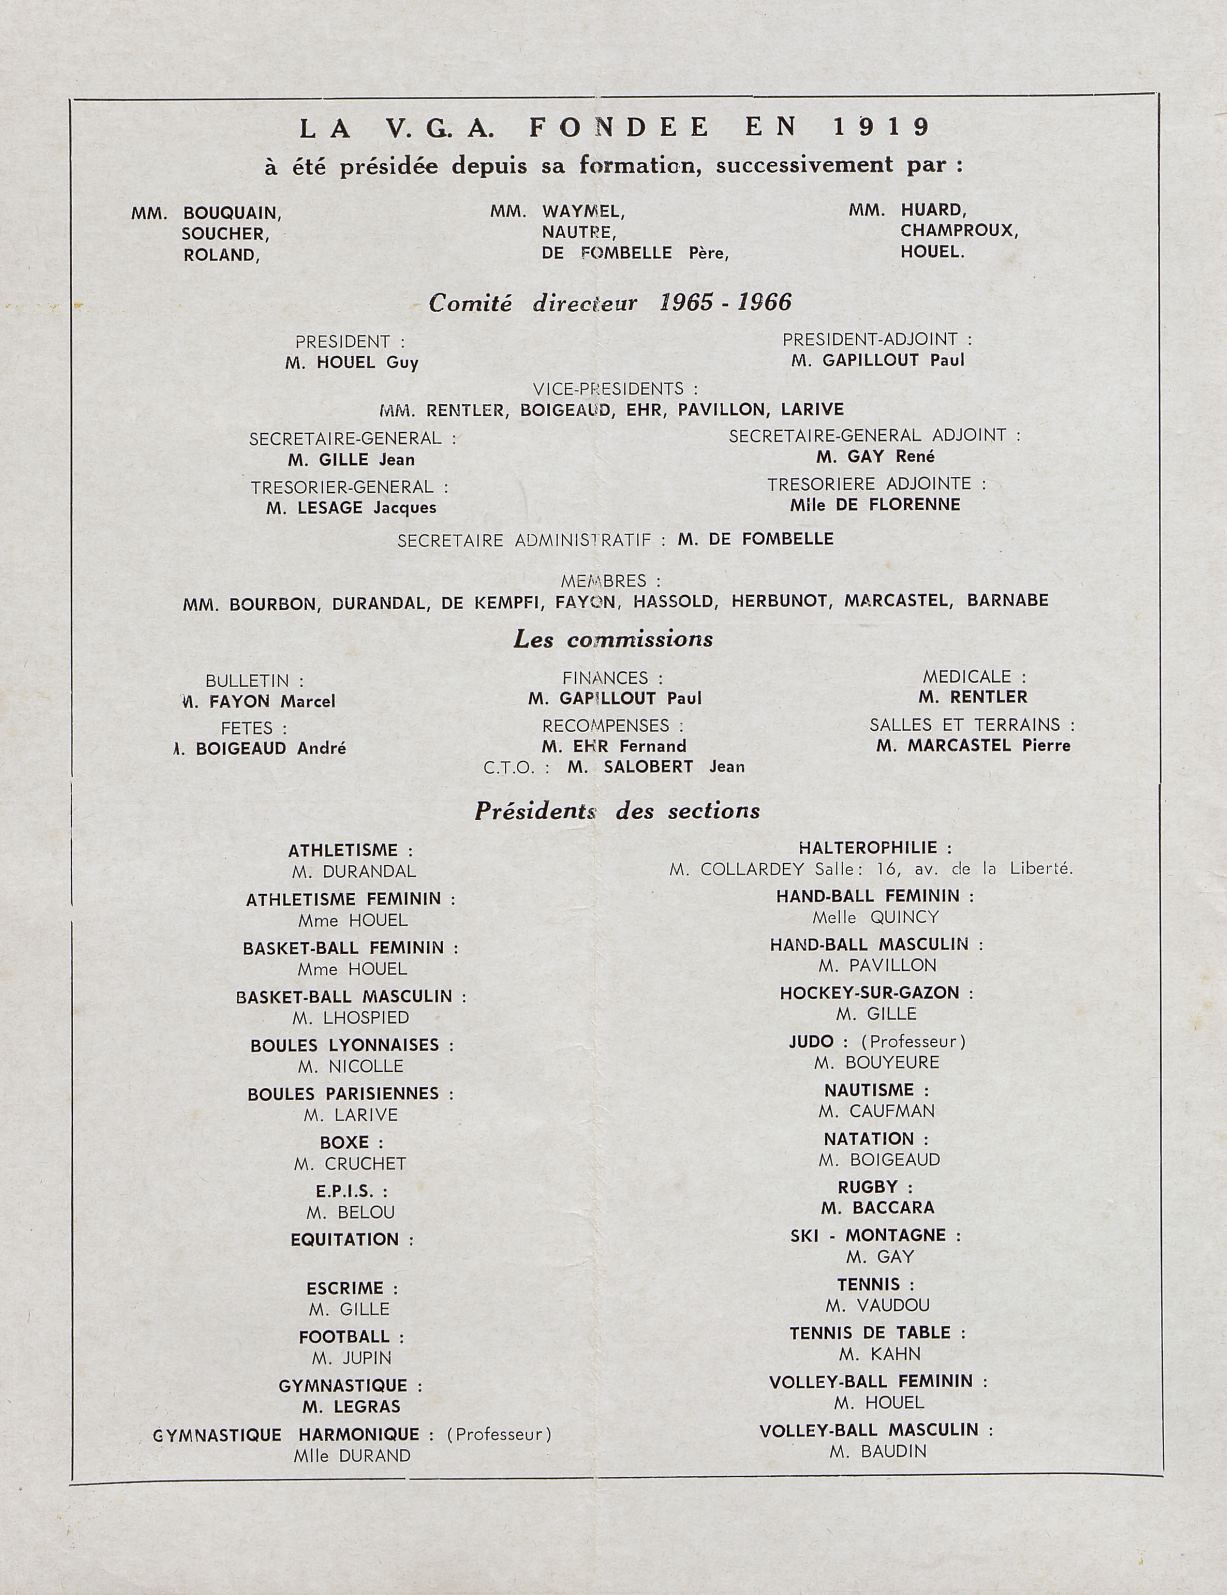 LA V. G. A. FONDEE EN 1919
à été présidée depuis sa formation, successivement par :
MM. BOUQUAIN,
SOUCHER,
ROLAND,
MM. WAYMEL,
NAUTRE,
DE FOMBELLE Père,
MM. HUARD,
CHAMPROUX,
HOUEL.
Comité directeur 1965 - 1966
PRESIDENT :
M. HOUEL Guy
PRESIDENT-ADJOINT :
M. GAPILLOUT Paul
VICE-PRESIDENTS :
MM. RENTLER, BOIGEAUD, EHR, PAVILLON, LARIVE
SECRETAIRE-GENERAL :
M. GILLE Jean
SECRETAIRE-GENERAL ADJOINT :
M. GAY René
TRESORIER-GENERAL :
M. LESAGE Jacques
TRESORIERE ADJOINTE :
Mlle DE FLORENNE
SECRETAIRE ADMINISTRATIF : M. DE FOMBELLE
MEMBRES :
MM. BOURBON, DURANDAL, DE KEMPFI, FAYON, HASSOLD, HERBUNOT, MARCASTEL, BARNABE
Les commissions
BULLETIN :
M. FAYON Marcel
FINANCES :
M. GAPILLOUT Paul
MEDICALE :
M. RENTLER
FETES :
M. BOIGEAUD André
RECOMPENSES :
M. EHR Fernand
SALLES ET TERRAINS :
M. MARCASTEL Pierre
C.T.O. : M. SALOBERT Jean
Présidents des sections
ATHLETISME :
M. DURANDAL
ATHLETISME FEMININ :
Mme HOUEL
BASKET-BALL FEMININ :
Mme HOUEL
BASKET-BALL MASCULIN :
M. LHOSPIED
BOULES LYONNAISES :
M. NICOLLE
BOULES PARISIENNES :
M. LARIVE
BOXE :
M. CRUCHET
E.P.I.S. :
M. BELOU
EQUITATION :
ESCRIME :
M. GILLE
FOOTBALL :
M. JUPIN
GYMNASTIQUE :
M. LEGRAS
GYMNASTIQUE HARMONIQUE : (Professeur)
Mlle DURAND
HALTEROPHILIE :
M. COLLARDEY Salle : 16, av. de la Liberté.
HAND-BALL FEMININ :
Melle QUINCY
HAND-BALL MASCULIN :
M. PAVILLON
HOCKEY-SUR-GAZON :
M. GILLE
JUDO : (Professeur)
M. BOUYEURE
NAUTISME :
M. CAUFMAN
NATATION :
M. BOIGEAUD
RUGBY :
M. BACCARA
SKI - MONTAGNE :
M. GAY
TENNIS :
M. VAUDOU
TENNIS DE TABLE :
M. KAHN
VOLLEY-BALL FEMININ :
M. HOUEL
VOLLEY-BALL MASCULIN :
M. BAUDIN